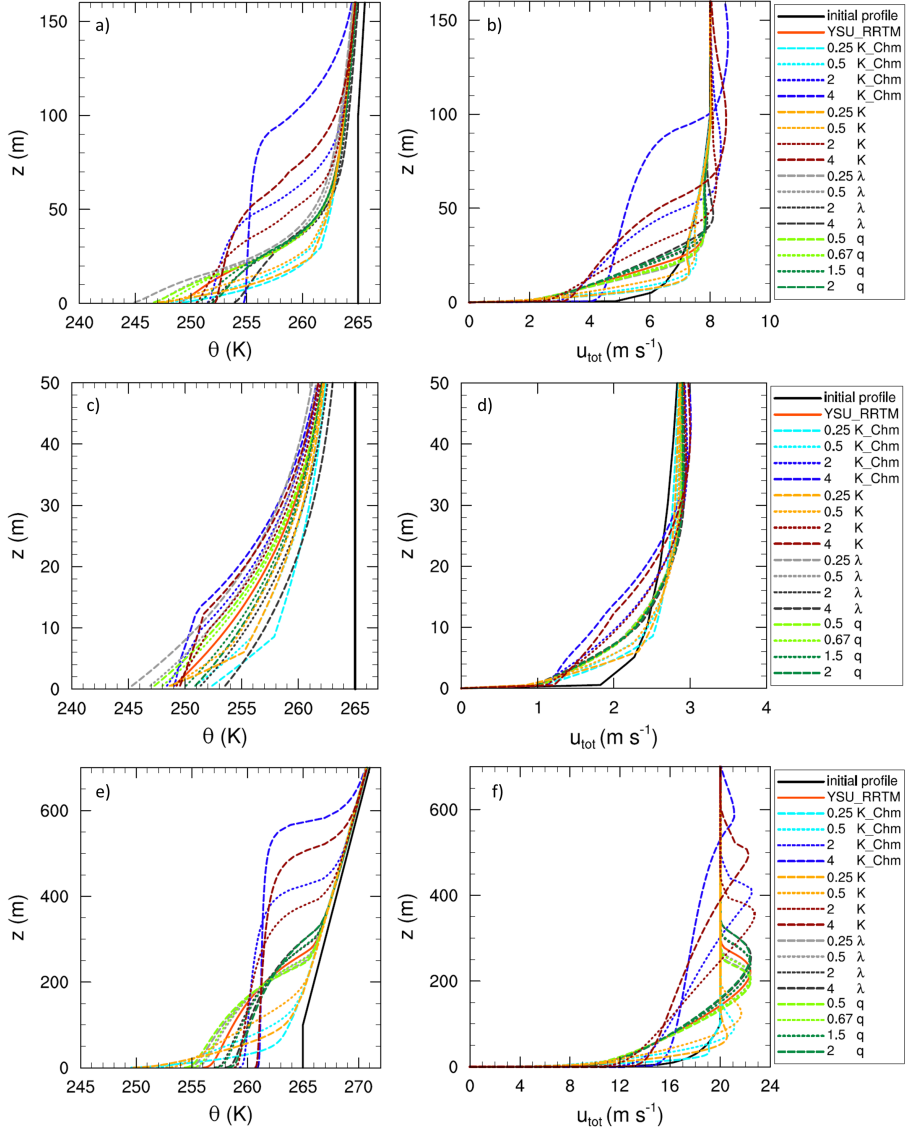 a)
z (m)
150
100
50
0
240 245 250 255 260 265
θ (K)
b)
z (m)
150
100
50
0
0 2 4 6 8 10
u_tot (m s⁻¹)
initial profile
YSU_RRTM
0.25 K_Chm
0.5 K_Chm
2 K_Chm
4 K_Chm
0.25 K
0.5 K
2 K
4 K
0.25 λ
0.5 λ
2 λ
4 λ
0.5 q
0.67 q
1.5 q
2 q
c)
z (m)
50
40
30
20
10
0
240 245 250 255 260 265
θ (K)
d)
z (m)
50
40
30
20
10
0
0 1 2 3 4
u_tot (m s⁻¹)
initial profile
YSU_RRTM
0.25 K_Chm
0.5 K_Chm
2 K_Chm
4 K_Chm
0.25 K
0.5 K
2 K
4 K
0.25 λ
0.5 λ
2 λ
4 λ
0.5 q
0.67 q
1.5 q
2 q
e)
z (m)
600
400
200
0
245 250 255 260 265 270
θ (K)
f)
z (m)
600
400
200
0
0 4 8 12 16 20 24
u_tot (m s⁻¹)
initial profile
YSU_RRTM
0.25 K_Chm
0.5 K_Chm
2 K_Chm
4 K_Chm
0.25 K
0.5 K
2 K
4 K
0.25 λ
0.5 λ
2 λ
4 λ
0.5 q
0.67 q
1.5 q
2 q